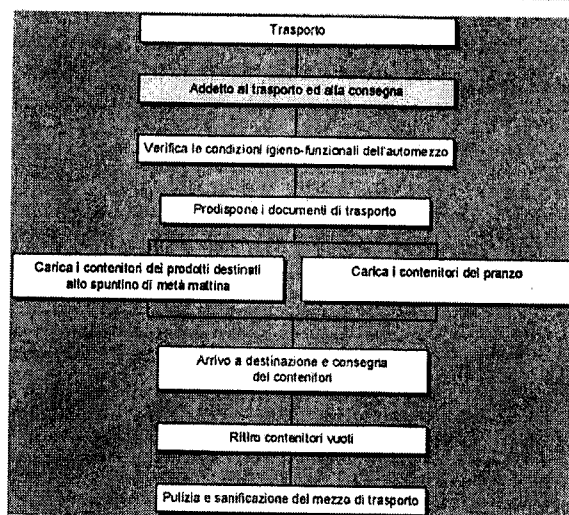 Trasporto
Addetto al trasporto ed alla consegna
Verifica le condizioni igieno-funzionali dell'automezzo
Prodispone i documenti di trasporto
Carica i contenitori dei prodotti destinati
allo spuntino di metà mattina
Carica i contenitori del pranzo
Arrivo a destinazione e consegna
dei contenitori
Ritiro contenitori vuoti
Pulizia e sanificazione del mezzo di trasporto